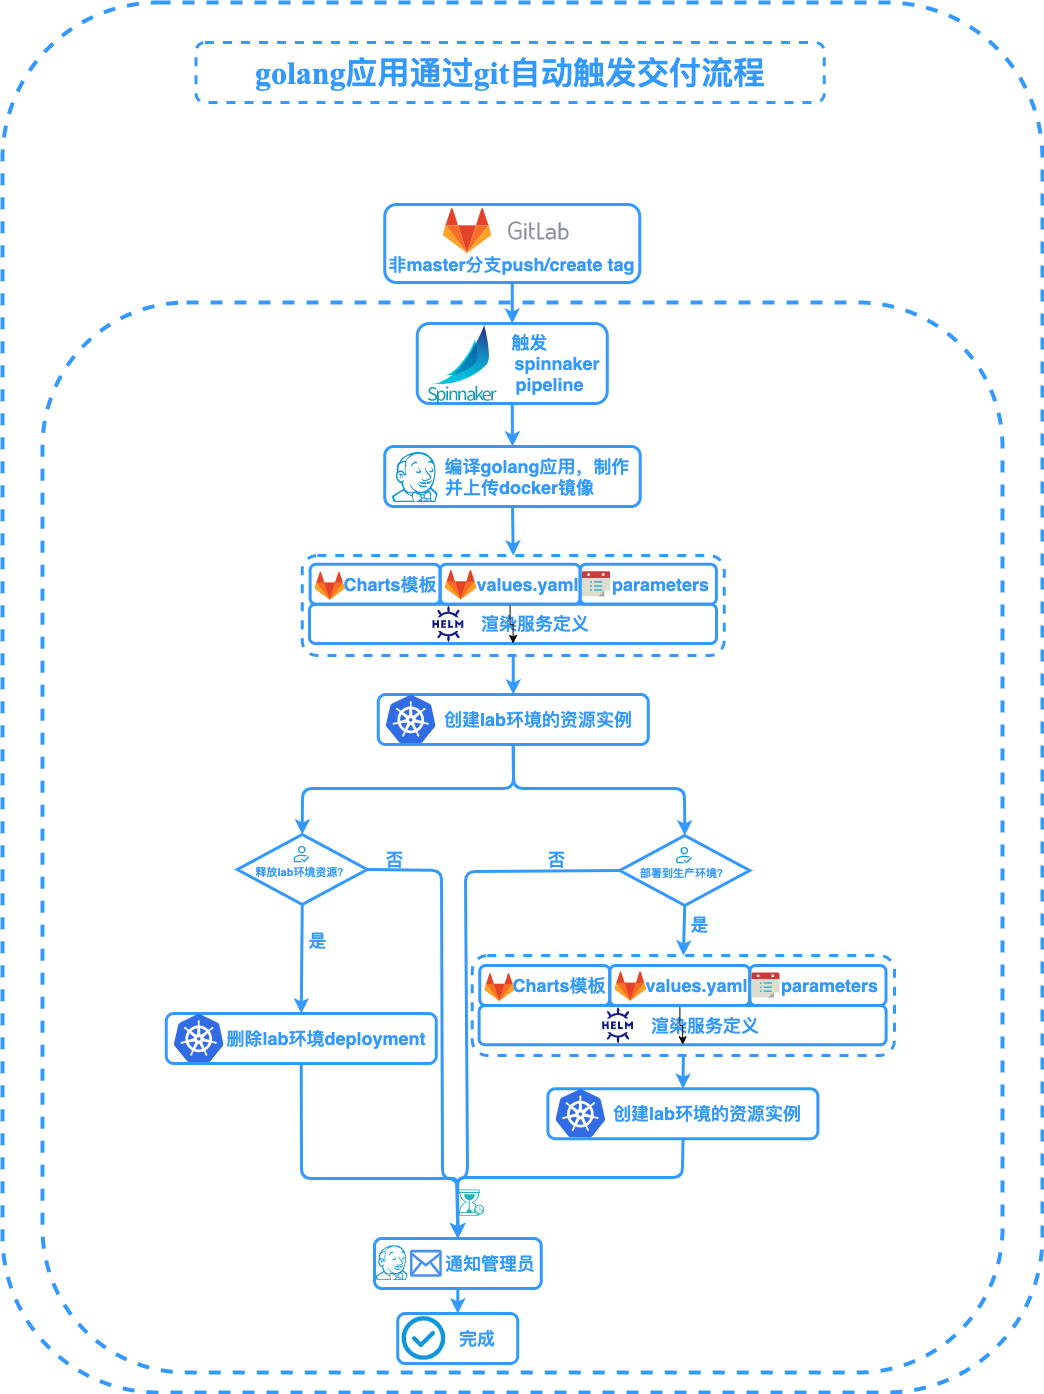 golang应用通过git自动触发交付流程
GitLab
非master分支push/create tag
触发
spinnaker
pipeline
Spinnaker
编译golang应用，制作
并上传docker镜像
Charts模板
values.yaml
parameters
HELM
渲染服务定义
创建lab环境的资源实例
释放lab环境资源?
否
否
部署到生产环境?
是
是
Charts模板
values.yaml
parameters
HELM
渲染服务定义
删除lab环境deployment
创建lab环境的资源实例
通知管理员
完成